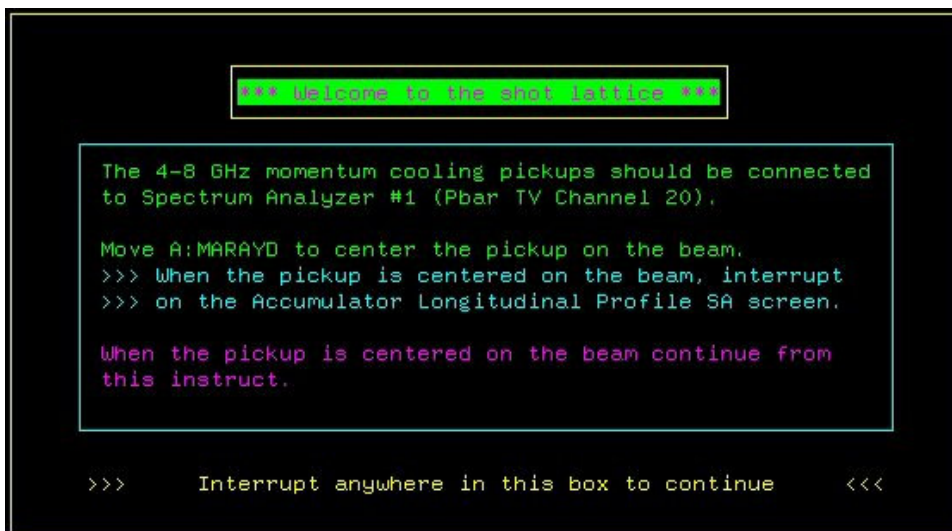 *** Welcome to the shot lattice ***
The 4-8 GHz momentum cooling pickups should be connected
to Spectrum Analyzer #1 (Pbar TV Channel 20).
Move A:MARAYD to center the pickup on the beam.
>>> When the pickup is centered on the beam, interrupt
>>> on the Accumulator Longitudinal Profile SA screen.
When the pickup is centered on the beam continue from
this instruct.
>>> Interrupt anywhere in this box to continue <<<